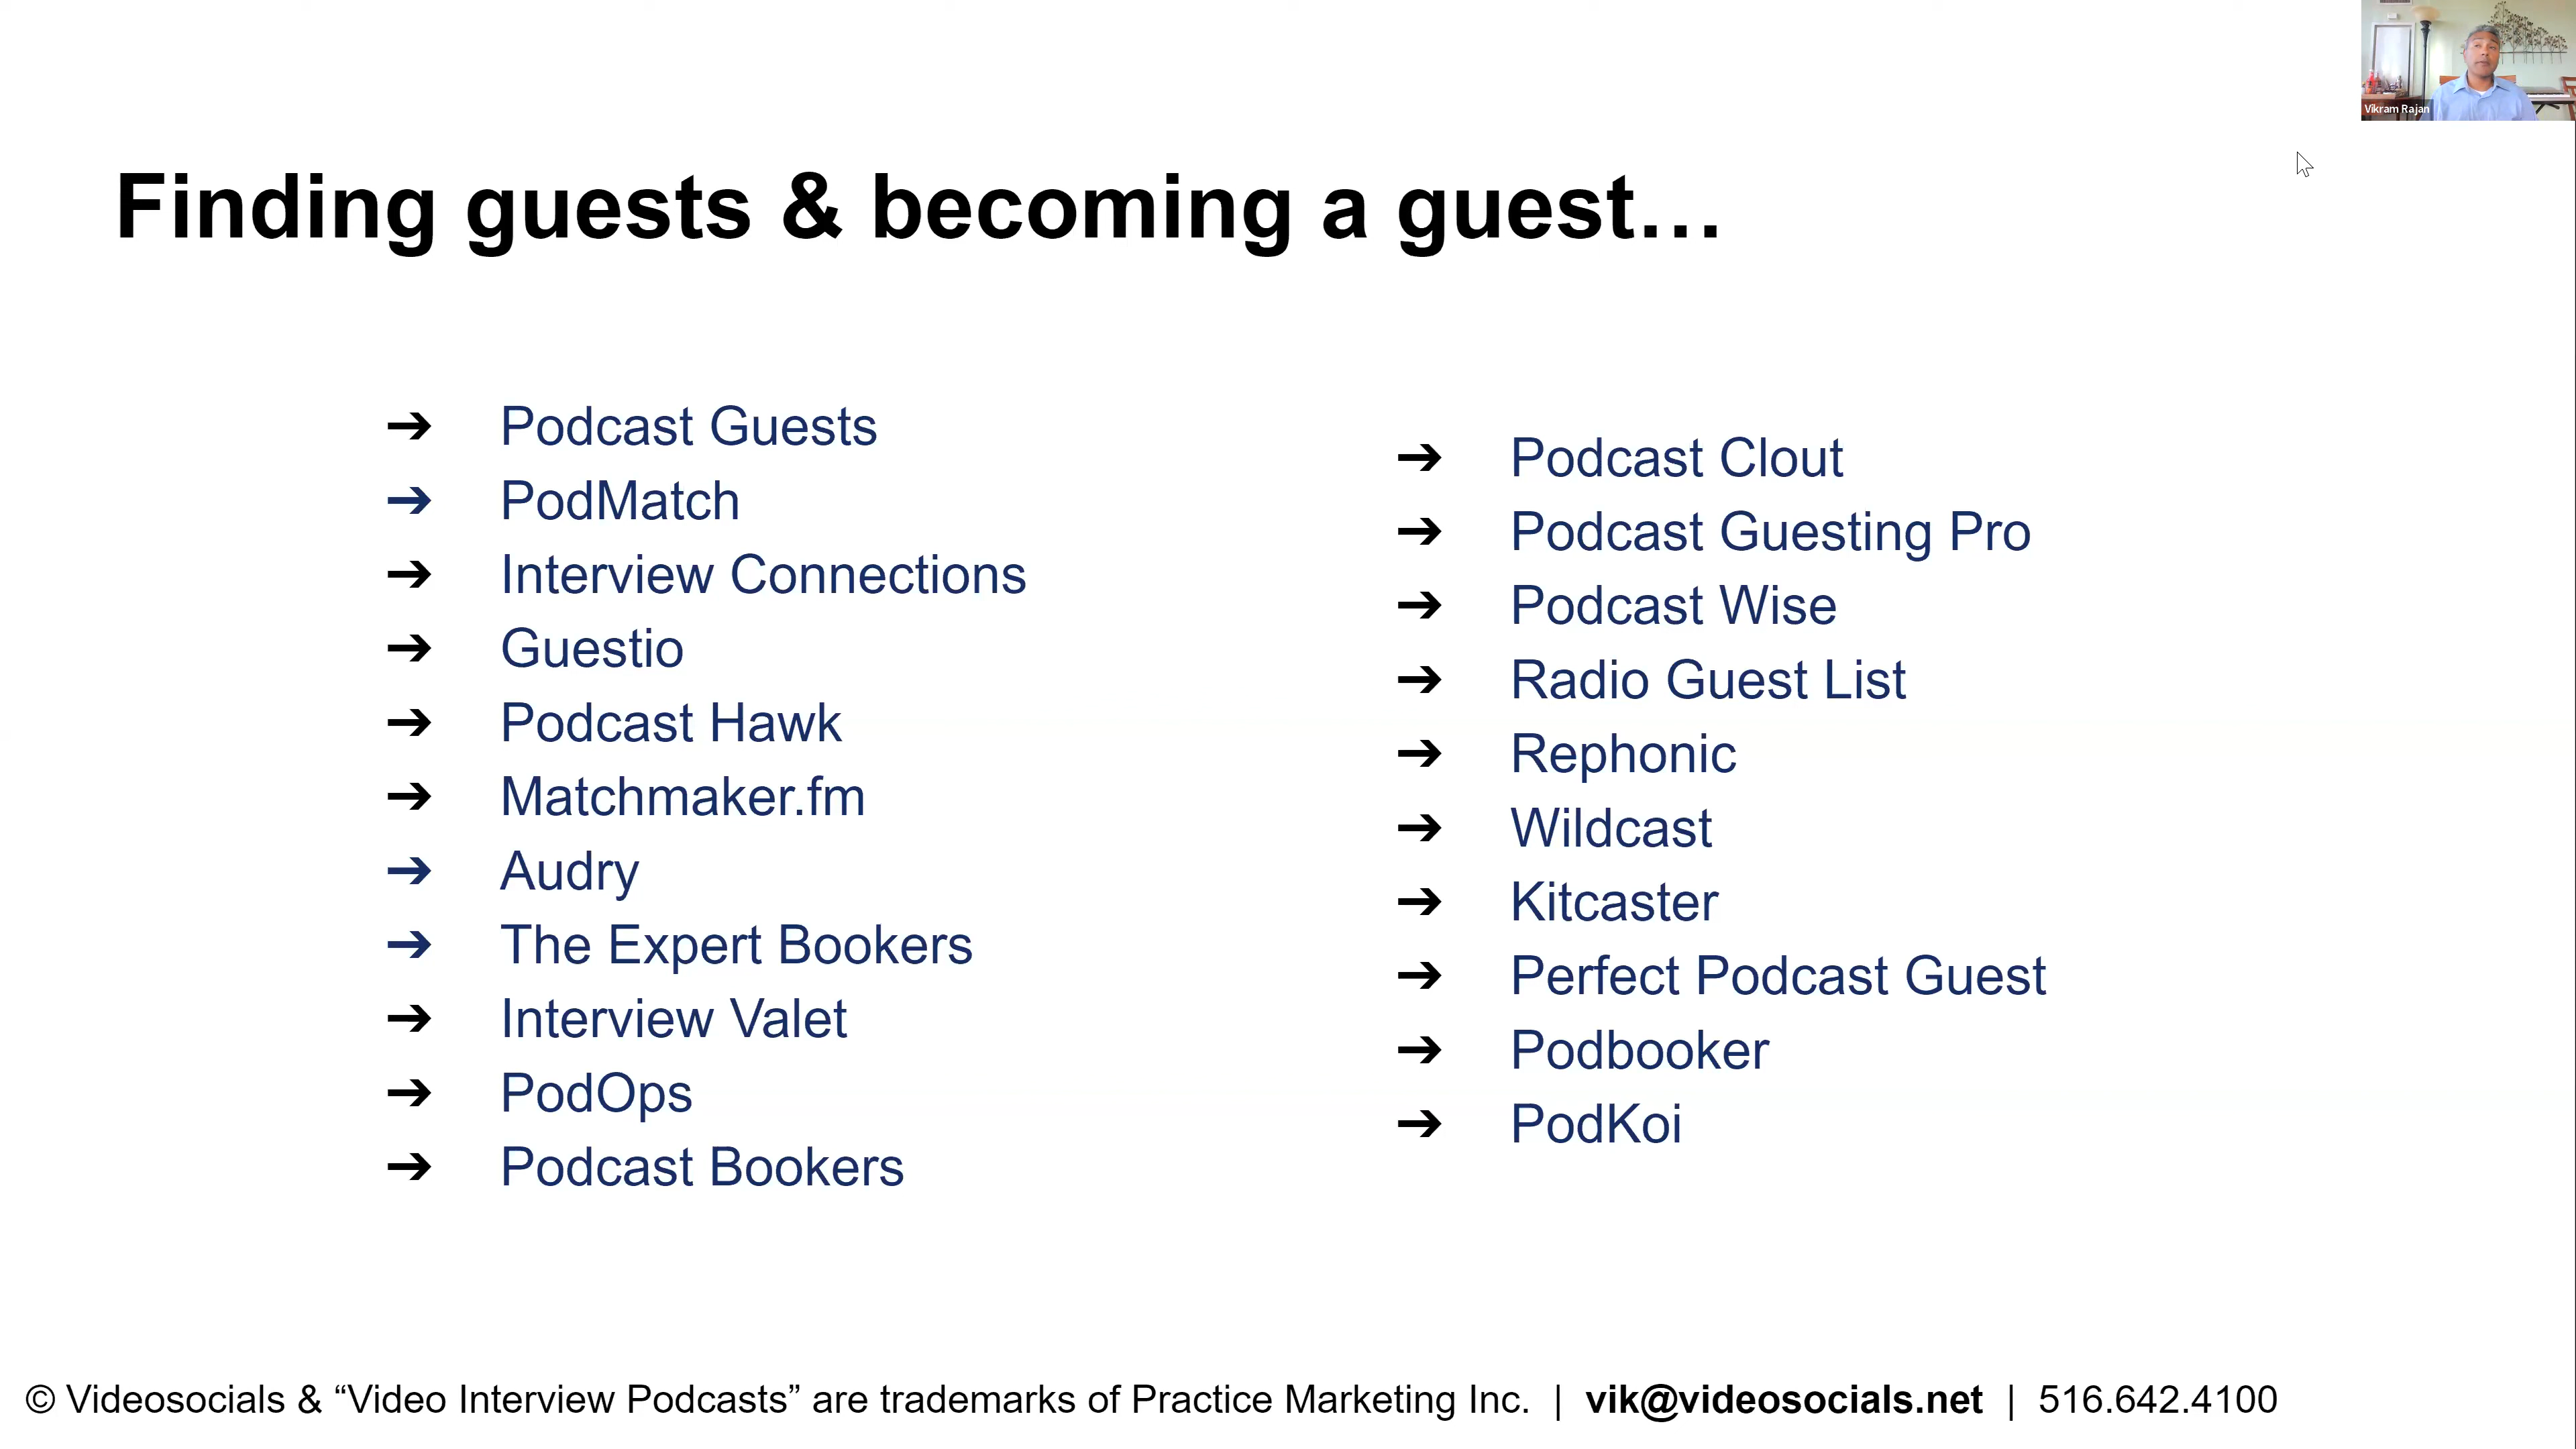 Vikram Rajan
Finding guests & becoming a guest…
➔ Podcast Guests
➔ PodMatch
➔ Interview Connections
➔ Guestio
➔ Podcast Hawk
➔ Matchmaker.fm
➔ Audry
➔ The Expert Bookers
➔ Interview Valet
➔ PodOps
➔ Podcast Bookers
➔ Podcast Clout
➔ Podcast Guesting Pro
➔ Podcast Wise
➔ Radio Guest List
➔ Rephonic
➔ Wildcast
➔ Kitcaster
➔ Perfect Podcast Guest
➔ Podbooker
➔ PodKoi
© Videosocials & “Video Interview Podcasts” are trademarks of Practice Marketing Inc. | vik@videosocials.net | 516.642.4100